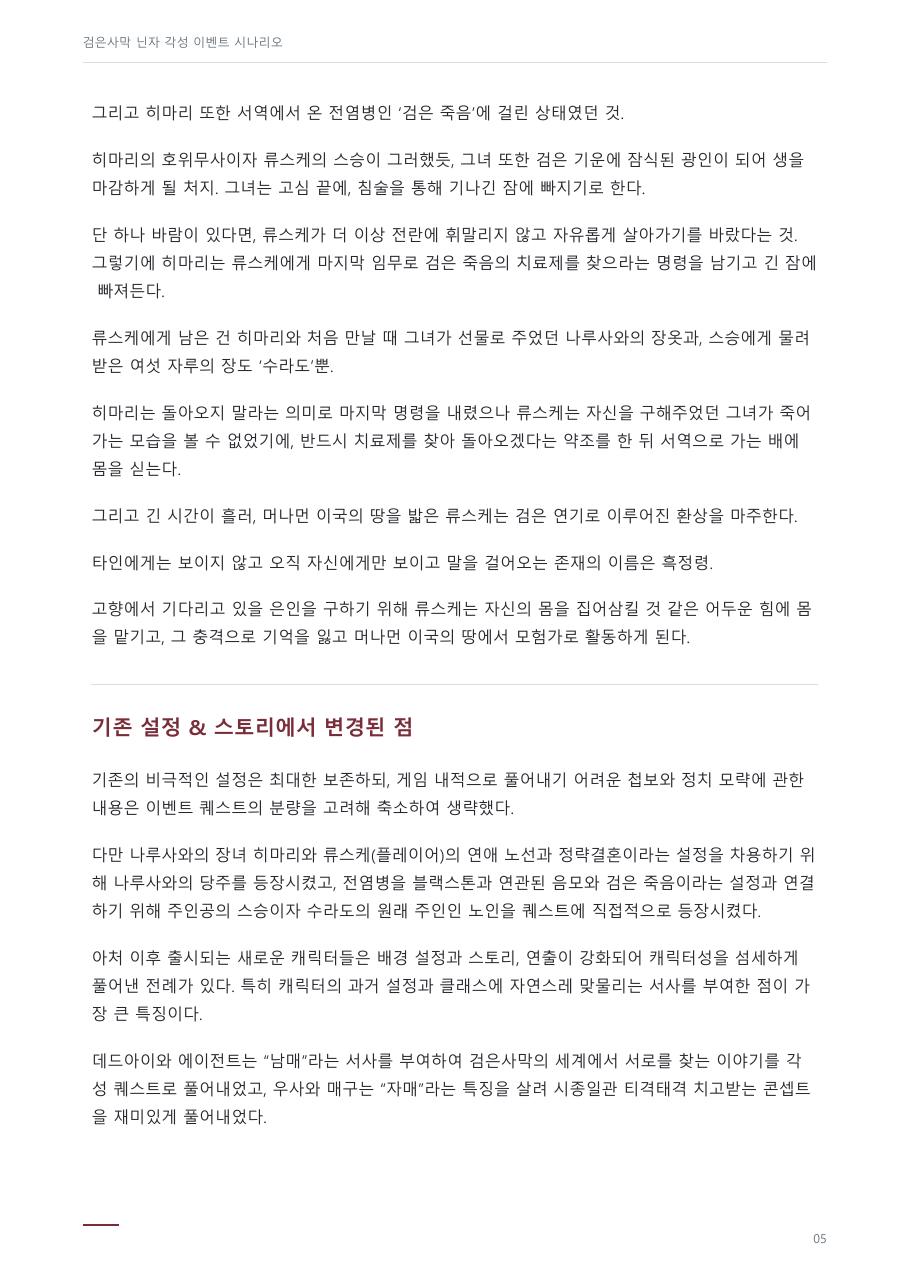 검은사막 닌자 각성 이벤트 시나리오
그리고 히마리 또한 서역에서 온 전염병인 ‘검은 죽음’에 걸린 상태였던 것.
히마리의 호위무사이자 류스케의 스승이 그러했듯, 그녀 또한 검은 기운에 잠식된 광인이 되어 생을
마감하게 될 처지. 그녀는 고심 끝에, 침술을 통해 기나긴 잠에 빠지기로 한다.
단 하나 바람이 있다면, 류스케가 더 이상 전란에 휘말리지 않고 자유롭게 살아가기를 바랐다는 것.
그렇기에 히마리는 류스케에게 마지막 임무로 검은 죽음의 치료제를 찾으라는 명령을 남기고 긴 잠에
빠져든다.
류스케에게 남은 건 히마리와 처음 만날 때 그녀가 선물로 주었던 나루사와의 장옷과, 스승에게 물려
받은 여섯 자루의 장도 ‘수라도’뿐.
히마리는 돌아오지 말라는 의미로 마지막 명령을 내렸으나 류스케는 자신을 구해주었던 그녀가 죽어
가는 모습을 볼 수 없었기에, 반드시 치료제를 찾아 돌아오겠다는 약조를 한 뒤 서역으로 가는 배에
몸을 싣는다.
그리고 긴 시간이 흘러, 머나먼 이국의 땅을 밟은 류스케는 검은 연기로 이루어진 환상을 마주한다.
타인에게는 보이지 않고 오직 자신에게만 보이고 말을 걸어오는 존재의 이름은 흑정령.
고향에서 기다리고 있을 은인을 구하기 위해 류스케는 자신의 몸을 집어삼킬 것 같은 어두운 힘에 몸
을 맡기고, 그 충격으로 기억을 잃고 머나먼 이국의 땅에서 모험가로 활동하게 된다.
기존 설정 & 스토리에서 변경된 점
기존의 비극적인 설정은 최대한 보존하되, 게임 내적으로 풀어내기 어려운 첩보와 정치 모략에 관한
내용은 이벤트 퀘스트의 분량을 고려해 축소하여 생략했다.
다만 나루사와의 장녀 히마리와 류스케(플레이어)의 연애 노선과 정략결혼이라는 설정을 차용하기 위
해 나루사와의 당주를 등장시켰고, 전염병을 블랙스톤과 연관된 음모와 검은 죽음이라는 설정과 연결
하기 위해 주인공의 스승이자 수라도의 원래 주인인 노인을 퀘스트에 직접적으로 등장시켰다.
아처 이후 출시되는 새로운 캐릭터들은 배경 설정과 스토리, 연출이 강화되어 캐릭터성을 섬세하게
풀어낸 전례가 있다. 특히 캐릭터의 과거 설정과 클래스에 자연스레 맞물리는 서사를 부여한 점이 가
장 큰 특징이다.
데드아이와 에이전트는 “남매”라는 서사를 부여하여 검은사막의 세계에서 서로를 찾는 이야기를 각
성 퀘스트로 풀어내었고, 우사와 매구는 “자매”라는 특징을 살려 시종일관 티격태격 치고받는 콘셉트
을 재미있게 풀어내었다.
05